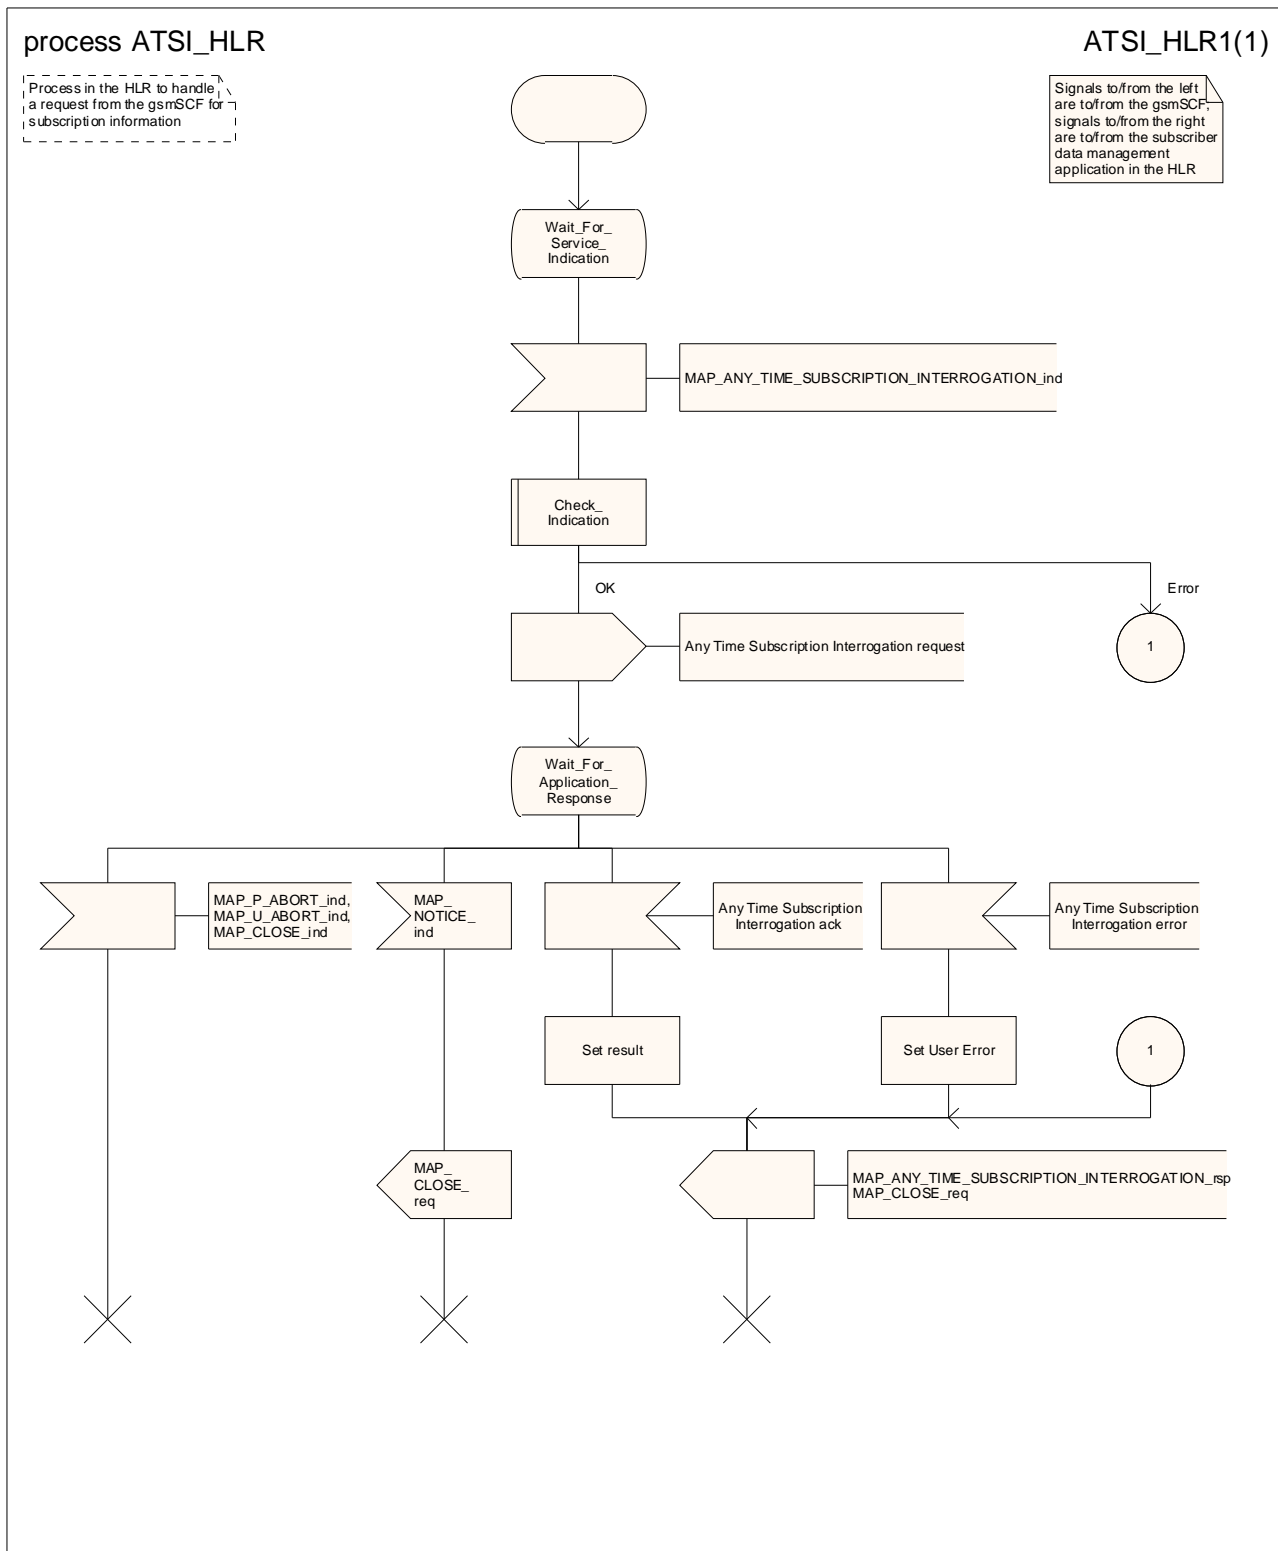 process ATSI_HLR
ATSI_HLR1(1)
Process in the HLR to handle
a request from the gsmSCF for
subscription information
Signals to/from the left
are to/from the gsmSCF;
signals to/from the right
are to/from the subscriber
data management
application in the HLR
Wait_For_
Service_
Indication
MAP_ANY_TIME_SUBSCRIPTION_INTERROGATION_ind
Check_
Indication
OK
Error
Any Time Subscription Interrogation request
1
Wait_For_
Application_
Response
MAP_P_ABORT_ind,
MAP_U_ABORT_ind,
MAP_CLOSE_ind
MAP_
NOTICE_
ind
Any Time Subscription
Interrogation ack
Any Time Subscription
Interrogation error
Set result
Set User Error
1
MAP_
CLOSE_
req
MAP_ANY_TIME_SUBSCRIPTION_INTERROGATION_rsp
MAP_CLOSE_req